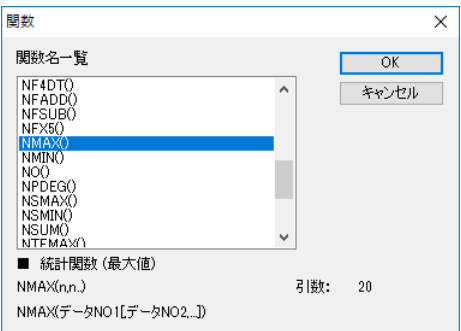 関数
関数名一覧
OK
キャンセル
NF4DT()
NFADD()
NFSUB()
NFX5()
NMAX()
NMIN()
NO()
NPDEG()
NSMAX()
NSMIN()
NSUM()
NTEMAX()
■ 統計関数 (最大値)
NMAX(n,n..) 引数: 20
NMAX(データNO1[データNO2,...])